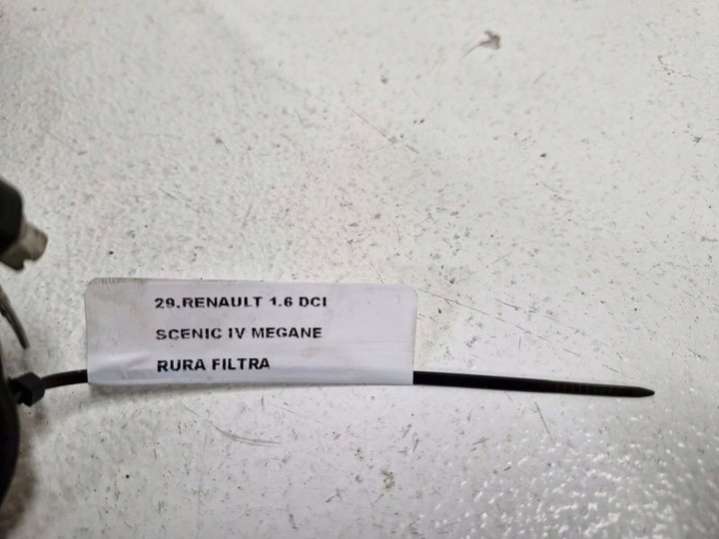 29.RENAULT 1.6 DCI
SCENIC IV MEGANE
RURA FILTRA